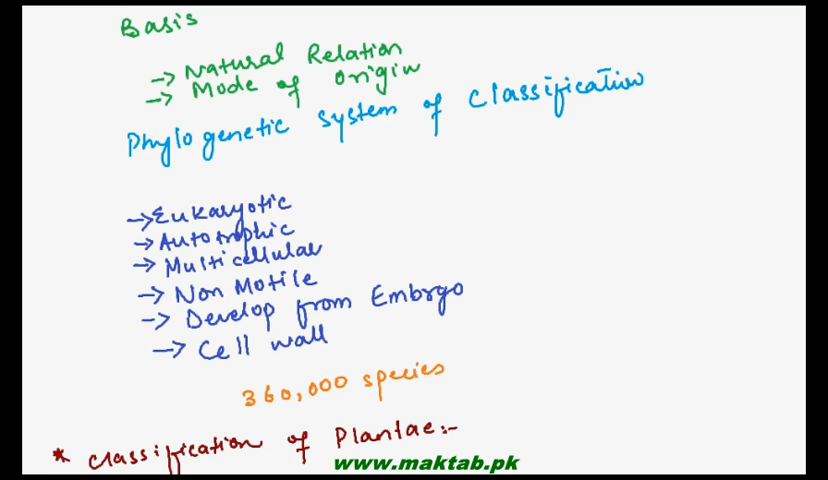 Basis
→ Natural Relation
→ Mode of Origin
Phylogenetic System of Classification
→ Eukaryotic
→ Autotrophic
→ Multicellular
→ Non Motile
→ Develop from Embryo
→ Cell wall
360,000 species
* Classification of Plantae:-
www.maktab.pk